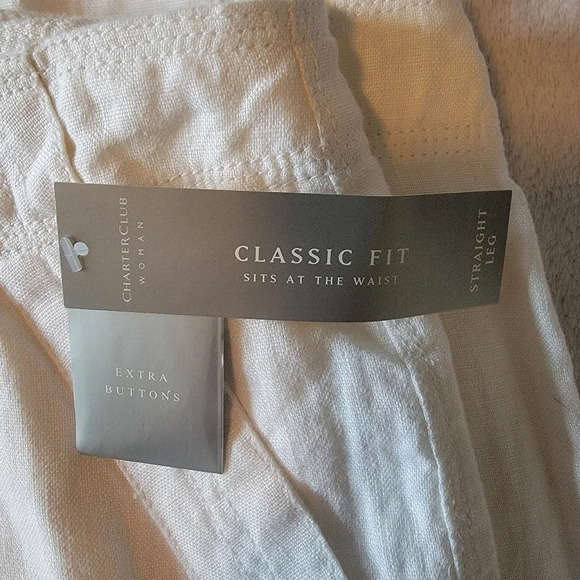 CHARTER CLUB
WOMAN
CLASSIC FIT
SITS AT THE WAIST
STRAIGHT
LEG
EXTRA
BUTTONS